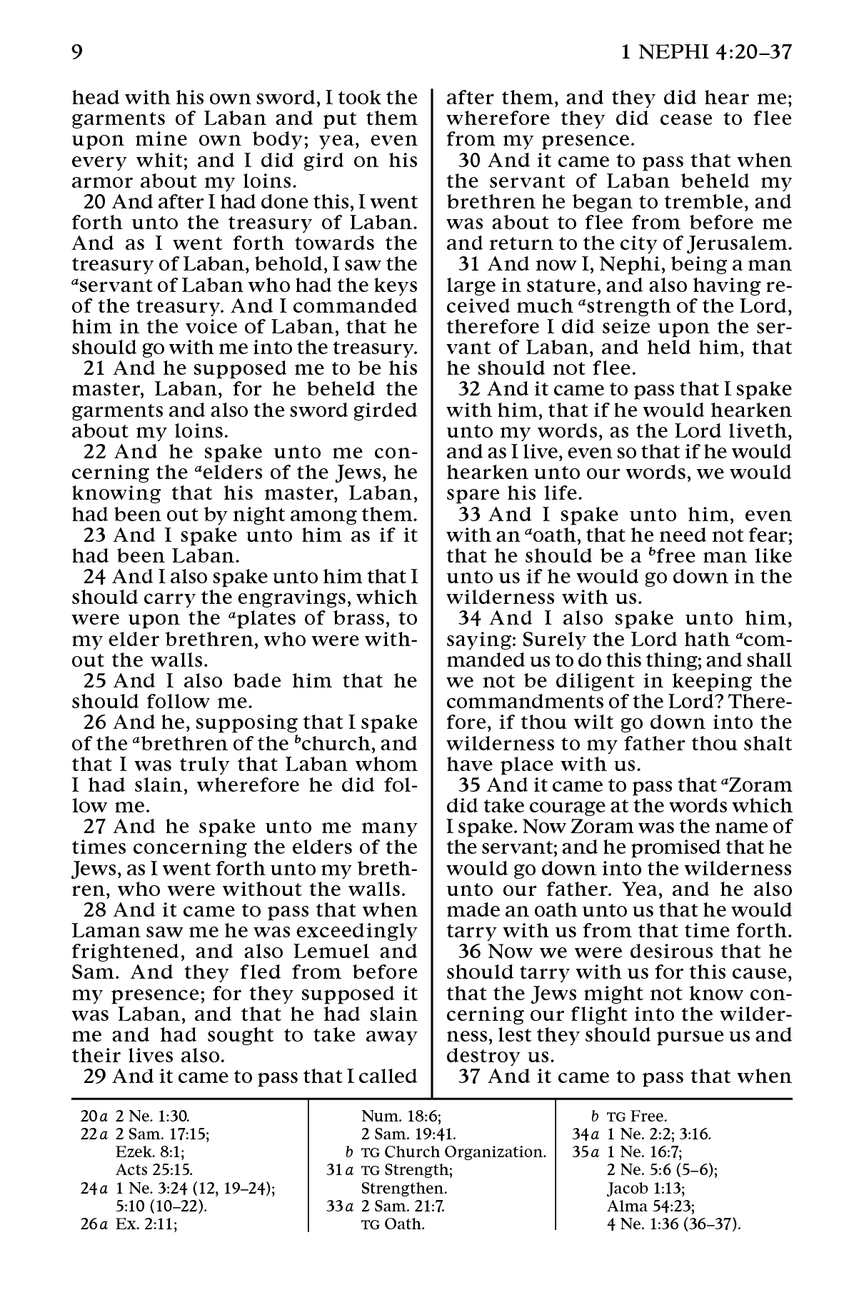 9
1 NEPHI 4:20–37
head with his own sword, I took the
garments of Laban and put them
upon mine own body; yea, even
every whit; and I did gird on his
armor about my loins.
20 And after I had done this, I went
forth unto the treasury of Laban.
And as I went forth towards the
treasury of Laban, behold, I saw the
aservant of Laban who had the keys
of the treasury. And I commanded
him in the voice of Laban, that he
should go with me into the treasury.
21 And he supposed me to be his
master, Laban, for he beheld the
garments and also the sword girded
about my loins.
22 And he spake unto me con-
cerning the aelders of the Jews, he
knowing that his master, Laban,
had been out by night among them.
23 And I spake unto him as if it
had been Laban.
24 And I also spake unto him that I
should carry the engravings, which
were upon the aplates of brass, to
my elder brethren, who were with-
out the walls.
25 And I also bade him that he
should follow me.
26 And he, supposing that I spake
of the abrethren of the bchurch, and
that I was truly that Laban whom
I had slain, wherefore he did fol-
low me.
27 And he spake unto me many
times concerning the elders of the
Jews, as I went forth unto my breth-
ren, who were without the walls.
28 And it came to pass that when
Laman saw me he was exceedingly
frightened, and also Lemuel and
Sam. And they fled from before
my presence; for they supposed it
was Laban, and that he had slain
me and had sought to take away
their lives also.
29 And it came to pass that I called
after them, and they did hear me;
wherefore they did cease to flee
from my presence.
30 And it came to pass that when
the servant of Laban beheld my
brethren he began to tremble, and
was about to flee from before me
and return to the city of Jerusalem.
31 And now I, Nephi, being a man
large in stature, and also having re-
ceived much astrength of the Lord,
therefore I did seize upon the ser-
vant of Laban, and held him, that
he should not flee.
32 And it came to pass that I spake
with him, that if he would hearken
unto my words, as the Lord liveth,
and as I live, even so that if he would
hearken unto our words, we would
spare his life.
33 And I spake unto him, even
with an aoath, that he need not fear;
that he should be a bfree man like
unto us if he would go down in the
wilderness with us.
34 And I also spake unto him,
saying: Surely the Lord hath acom-
manded us to do this thing; and shall
we not be diligent in keeping the
commandments of the Lord? There-
fore, if thou wilt go down into the
wilderness to my father thou shalt
have place with us.
35 And it came to pass that aZoram
did take courage at the words which
I spake. Now Zoram was the name of
the servant; and he promised that he
would go down into the wilderness
unto our father. Yea, and he also
made an oath unto us that he would
tarry with us from that time forth.
36 Now we were desirous that he
should tarry with us for this cause,
that the Jews might not know con-
cerning our flight into the wilder-
ness, lest they should pursue us and
destroy us.
37 And it came to pass that when
20a 2 Ne. 1:30.
22a 2 Sam. 17:15;
Ezek. 8:1;
Acts 25:15.
24a 1 Ne. 3:24 (12, 19–24);
5:10 (10–22).
26a Ex. 2:11;
Num. 18:6;
2 Sam. 19:41.
b TG Church Organization.
31a TG Strength;
Strengthen.
33a 2 Sam. 21:7.
TG Oath.
b TG Free.
34a 1 Ne. 2:2; 3:16.
35a 1 Ne. 16:7;
2 Ne. 5:6 (5–6);
Jacob 1:13;
Alma 54:23;
4 Ne. 1:36 (36–37).